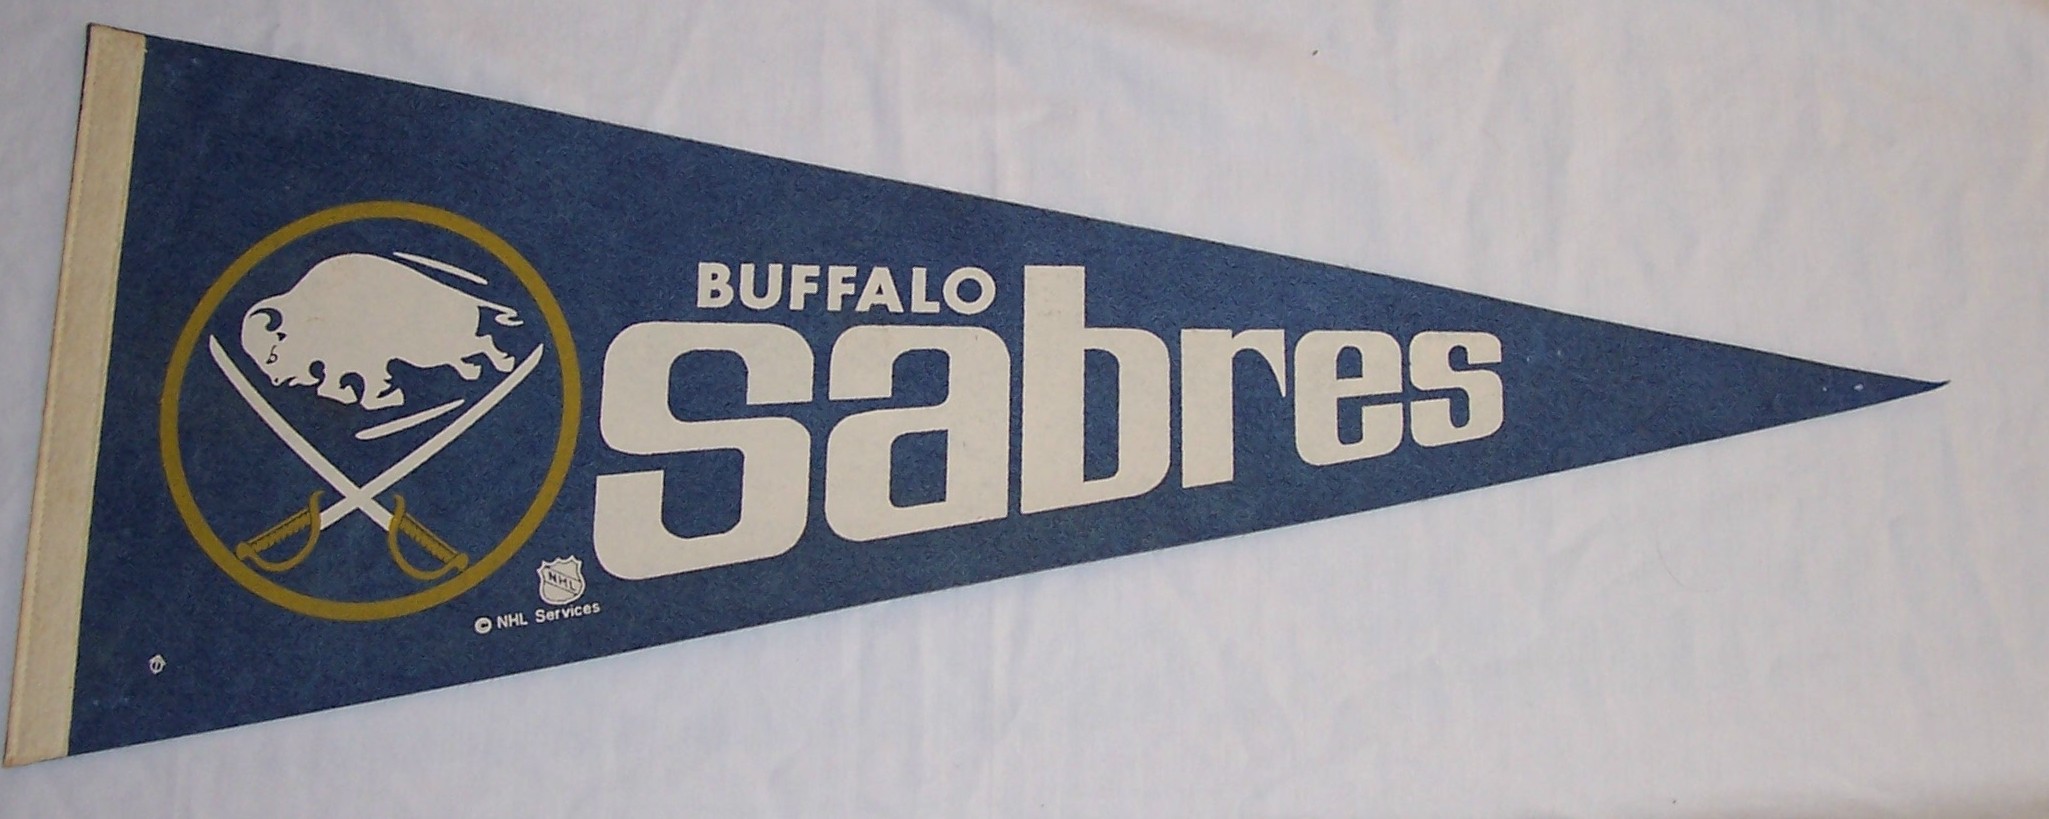 BUFFALO
sabres
NHL
© NHL Services